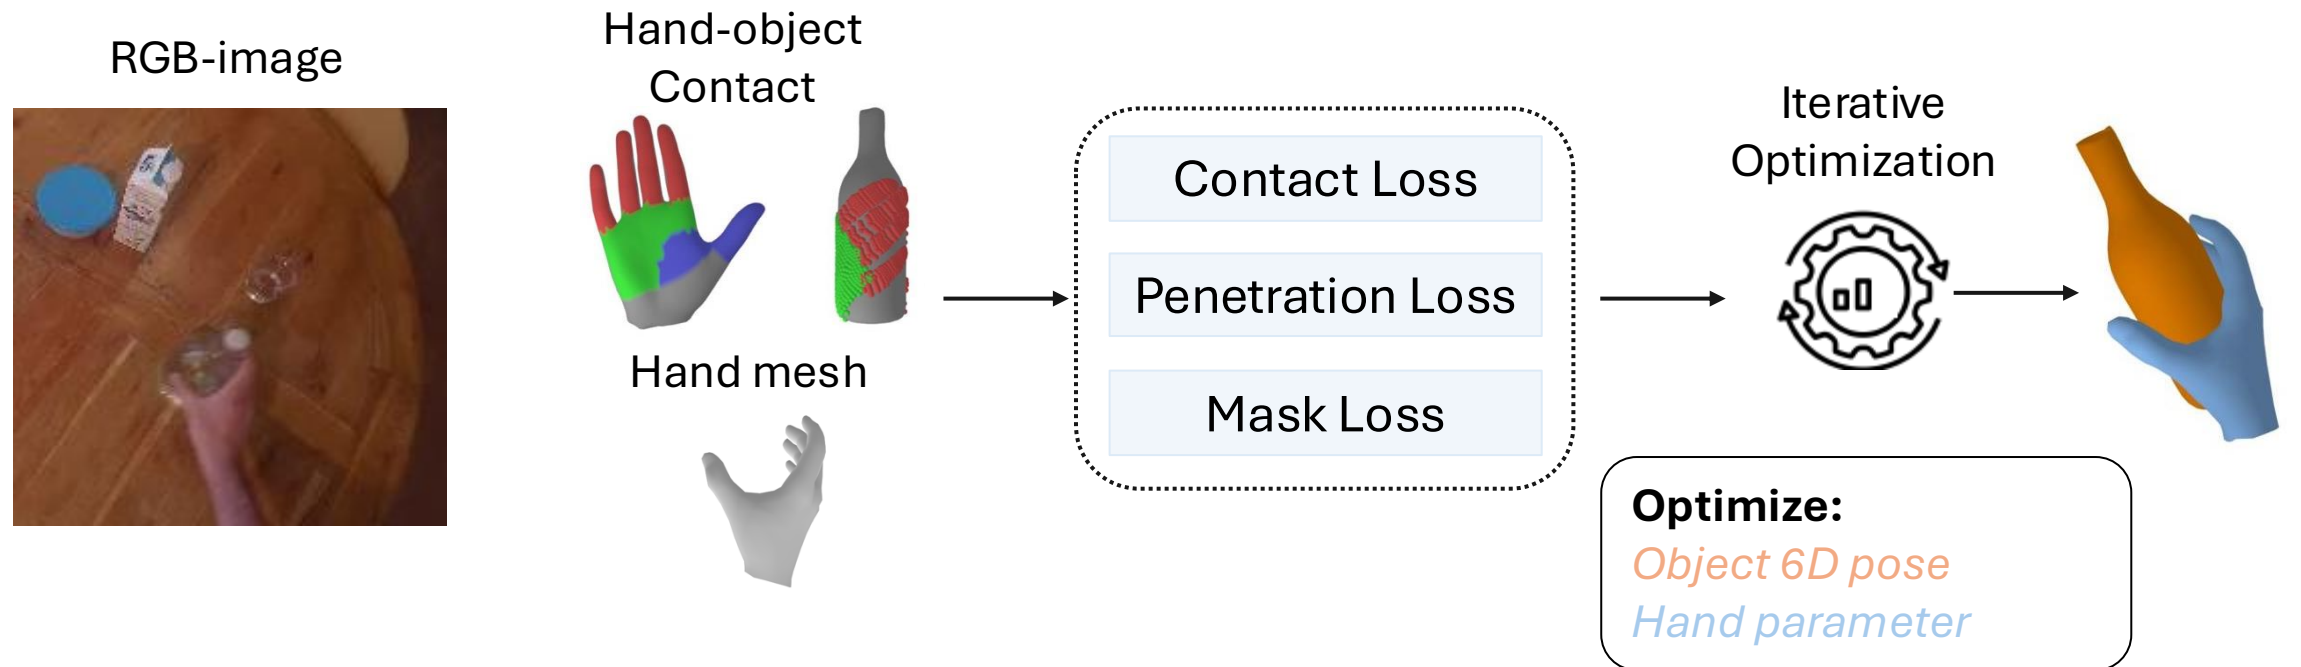 RGB-image
Hand-object
Contact
Hand mesh
Contact Loss
Penetration Loss
Mask Loss
Iterative
Optimization
Optimize:
Object 6D pose
Hand parameter